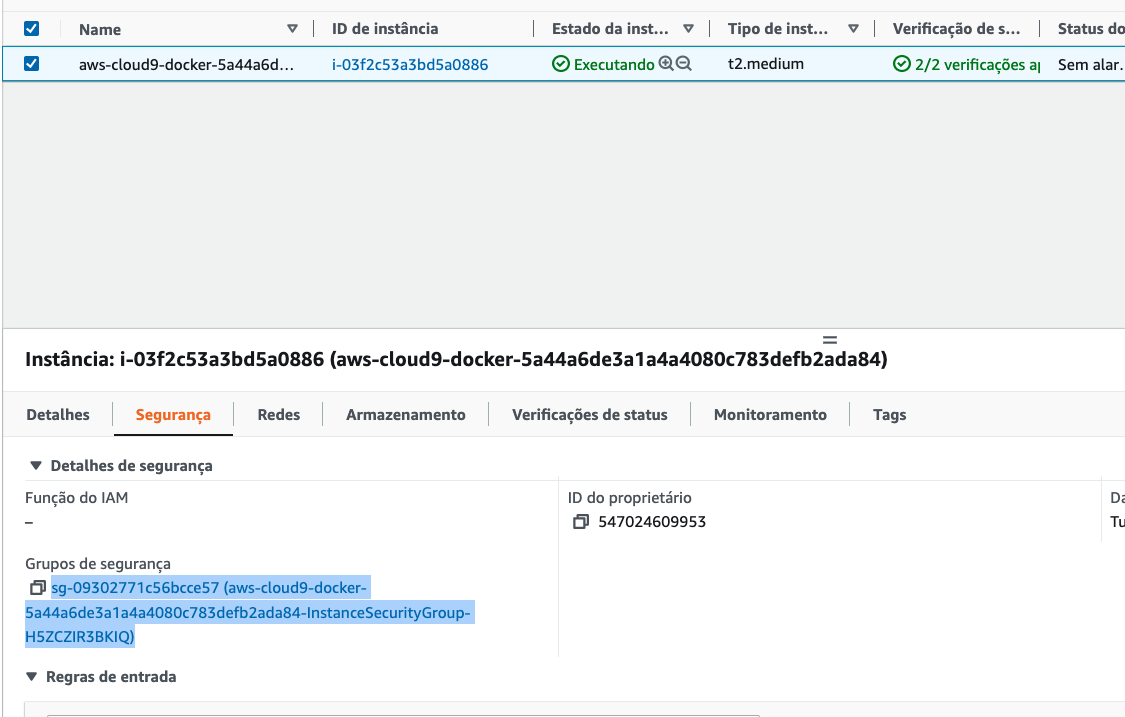 Name ID de instância Estado da inst... Tipo de inst... Verificação de s... Status do
aws-cloud9-docker-5a44a6d... i-03f2c53a3bd5a0886 Executando t2.medium 2/2 verificações a Sem alar...
Instância: i-03f2c53a3bd5a0886 (aws-cloud9-docker-5a44a6de3a1a4a4080c783defb2ada84)
Detalhes Segurança Redes Armazenamento Verificações de status Monitoramento Tags
Detalhes de segurança
Função do IAM ID do proprietário Da
– 547024609953 Tu
Grupos de segurança
sg-09302771c56bcce57 (aws-cloud9-docker-
5a44a6de3a1a4a4080c783defb2ada84-InstanceSecurityGroup-
H5ZCZIR3BKIQ)
Regras de entrada